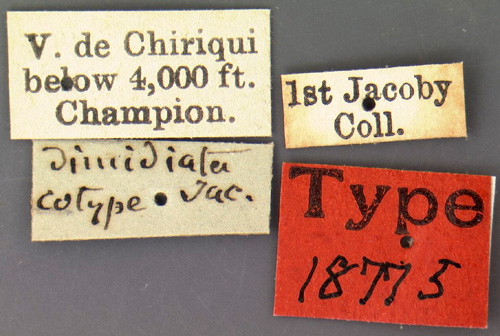 V. de Chiriqui
below 4,000 ft.
Champion.
1st Jacoby
Coll.
dimidiata
cotype Jac.
Type
18775